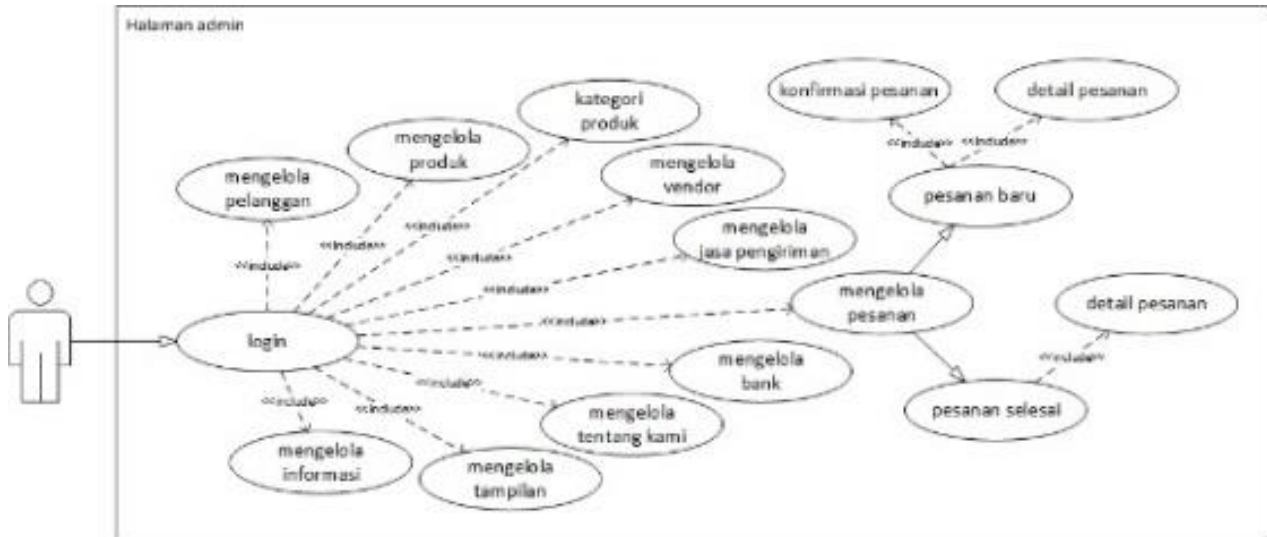 Halaman admin
kategori
produk
konfirmasi pesanan
detail pesanan
mengelola
produk
<<include>>
<<include>>
mengelola
pelanggan
mengelola
vendor
pesanan baru
<<include>>
<<include>>
<<include>>
mengelola
jasa pengiriman
<<include>>
<<include>>
mengelola
pesanan
detail pesanan
<<include>>
login
<<include>>
mengelola
bank
<<include>>
<<include>>
pesanan selesai
<<include>>
<<include>>
mengelola
tentang kami
mengelola
informasi
mengelola
tampilan